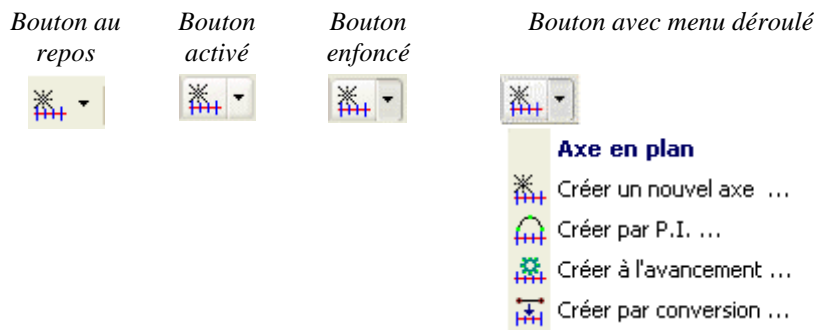 Bouton au repos
Bouton activé
Bouton enfoncé
Bouton avec menu déroulé
Axe en plan
Créer un nouvel axe ...
Créer par P.I. ...
Créer à l'avancement ...
Créer par conversion ...